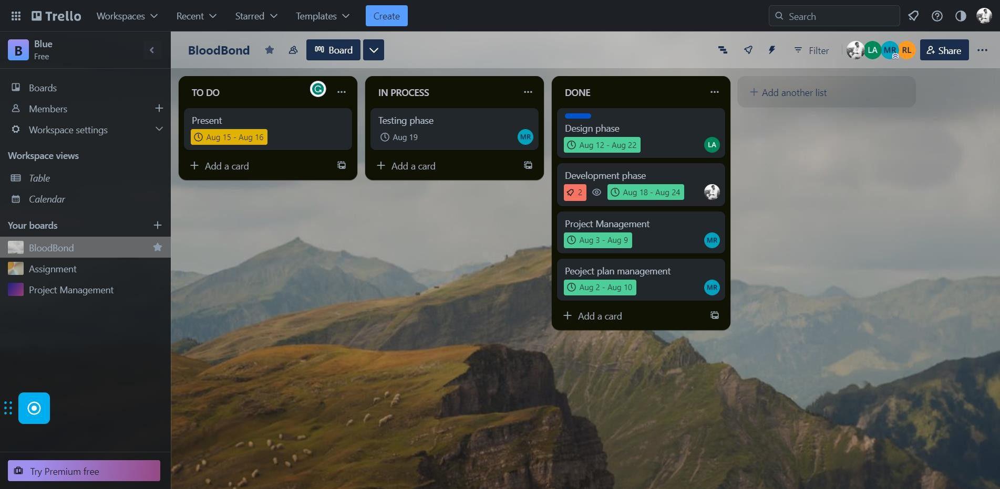 Trello
Workspaces
Recent
Starred
Templates
Create
Search
B
Blue
Free
BloodBond
Board
Filter
LA
MR
RL
Share
Boards
Members
Workspace settings
Workspace views
Table
Calendar
Your boards
BloodBond
Assignment
Project Management
Try Premium free
TO DO
Present
Aug 15 - Aug 16
Add a card
IN PROCESS
Testing phase
Aug 19
MR
Add a card
DONE
Design phase
Aug 12 - Aug 22
LA
Development phase
2
Aug 18 - Aug 24
Project Management
Aug 3 - Aug 9
MR
Peoject plan management
Aug 2 - Aug 10
MR
Add a card
Add another list